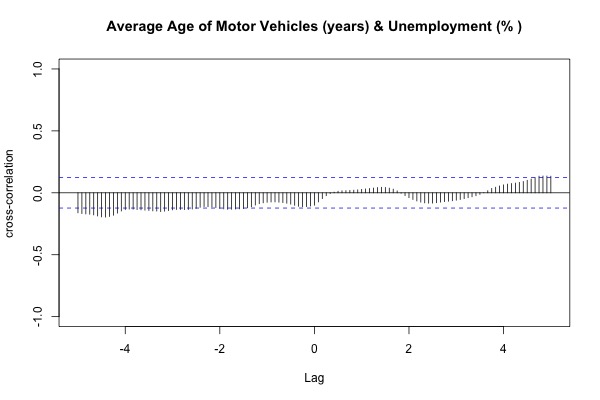 Average Age of Motor Vehicles (years) & Unemployment (% )
cross-correlation
1.0
0.5
0.0
-0.5
-1.0
-4 -2 0 2 4
Lag